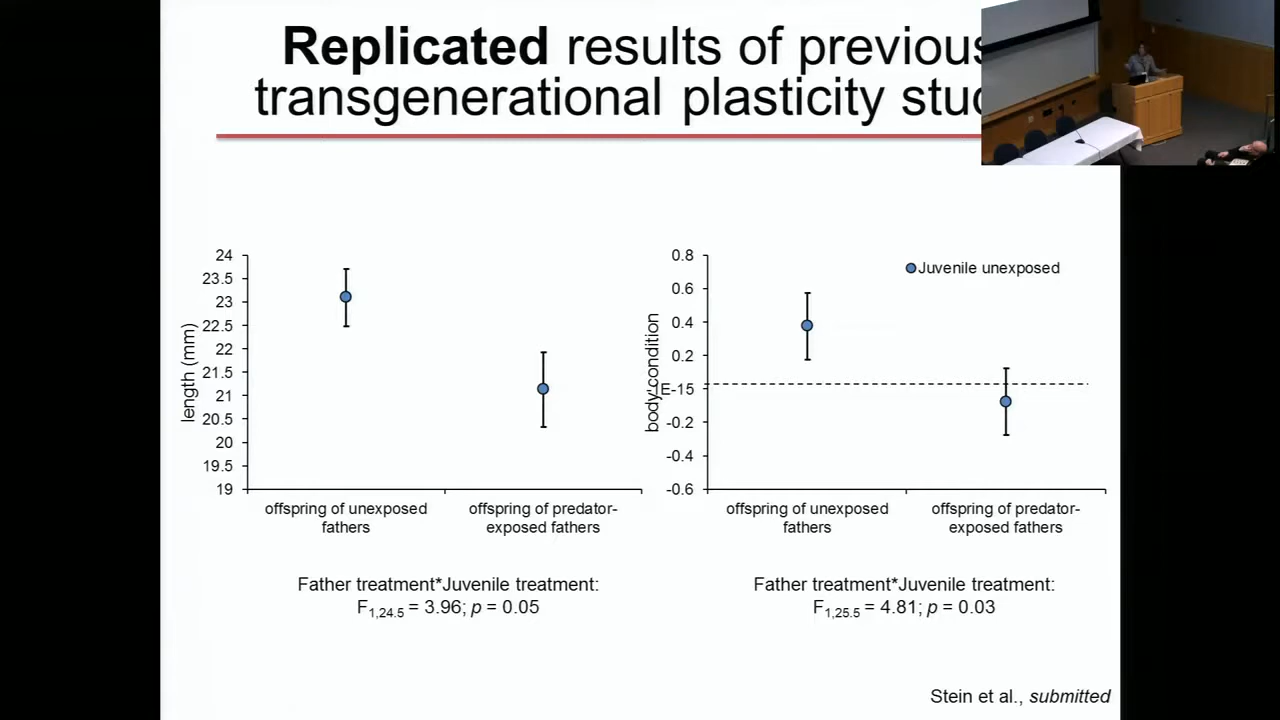 Replicated results of previous
transgenerational plasticity
24
23.5
23
22.5
22
21.5
21
20.5
20
19.5
19
length (mm)
offspring of unexposed
fathers
offspring of predator-
exposed fathers
Father treatment*Juvenile treatment:
F1,24.5 = 3.96; p = 0.05
0.8
0.6
0.4
0.2
E-15
-0.2
-0.4
-0.6
body condition
Juvenile unexposed
offspring of unexposed
fathers
offspring of predator-
exposed fathers
Father treatment*Juvenile treatment:
F1,25.5 = 4.81; p = 0.03
Stein et al., submitted